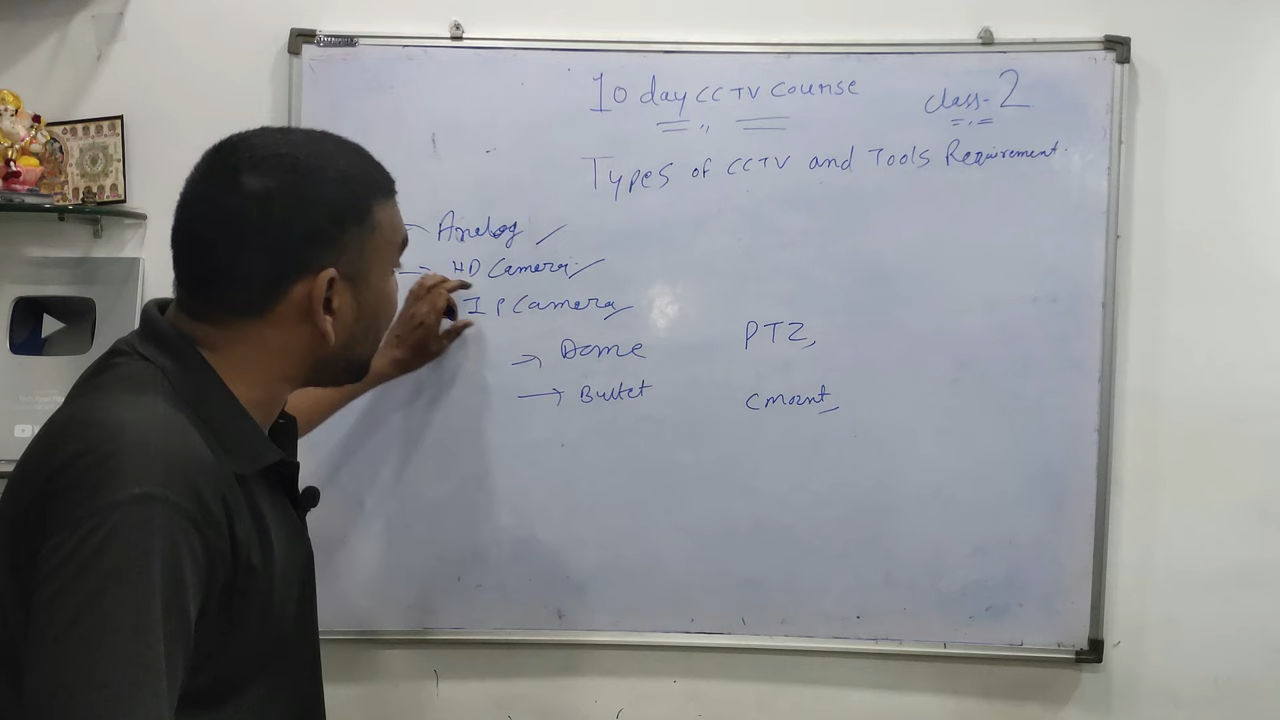 10 day CCTV Course class-2
Types of CCTV and Tools Requirement.
Analog
HD Camera
IP Camera
Dome PTZ,
Bullet